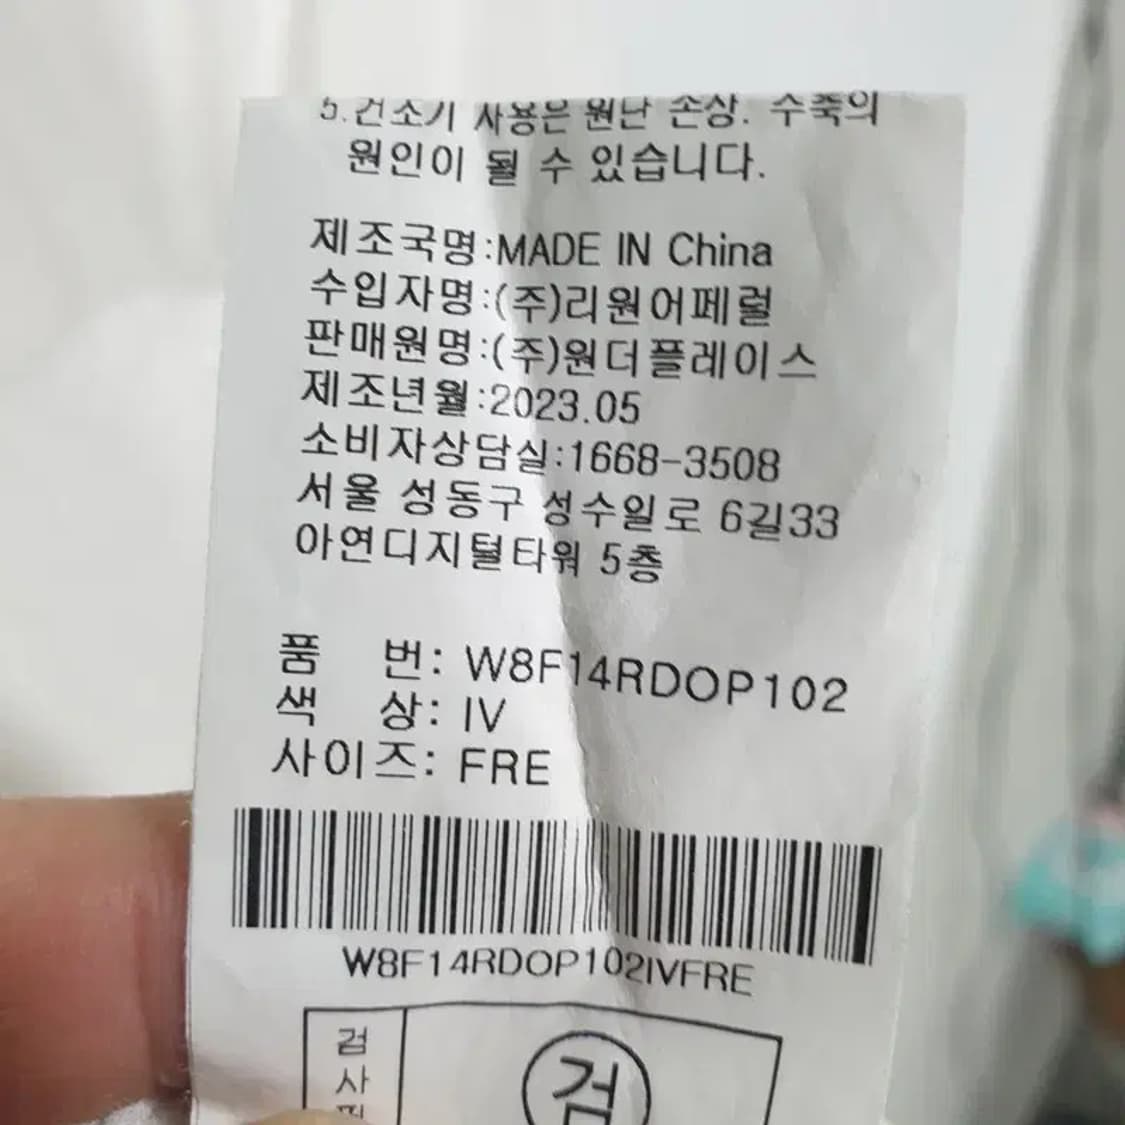 5.건조기 사용은 원단 손상. 수축의
원인이 될 수 있습니다.
제조국명:MADE IN China
수입자명:(주)리원어페럴
판매원명:(주)원더플레이스
제조년월:2023.05
소비자상담실:1668-3508
서울 성동구 성수일로 6길33
아연디지털타워 5층
품 번: W8F14RDOP102
색 상: IV
사이즈: FRE
W8F14RDOP102IVFRE
검
사
검